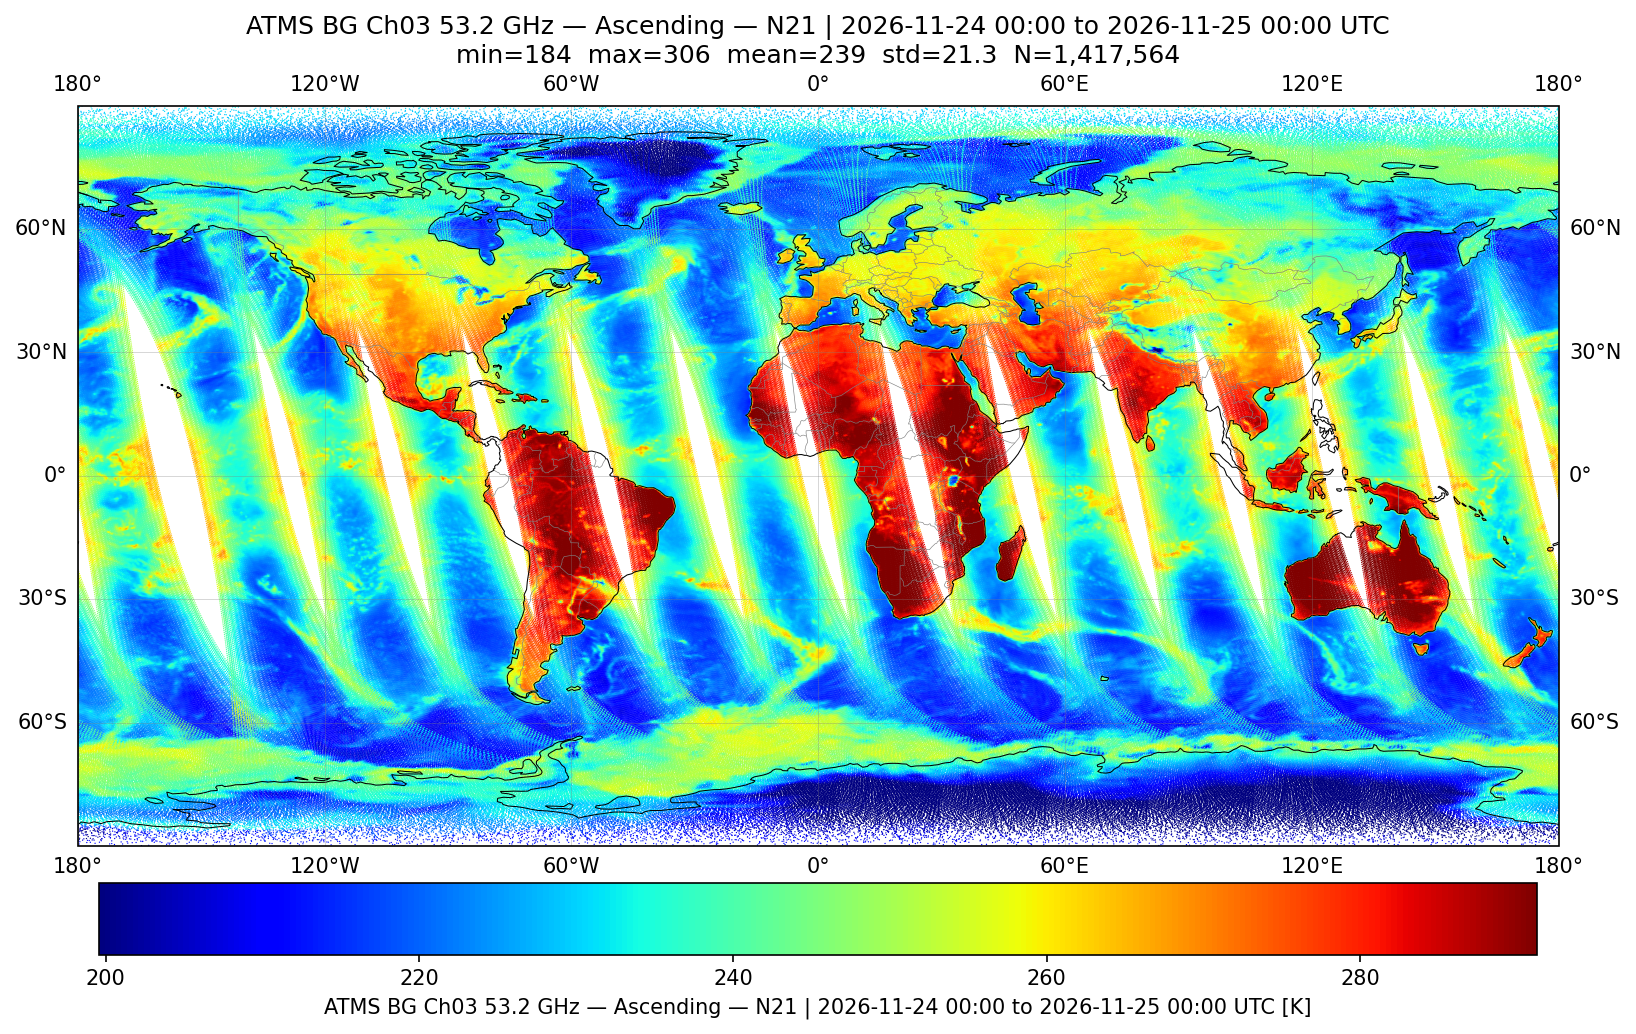 ATMS BG Ch03 53.2 GHz — Ascending — N21 | 2026-11-24 00:00 to 2026-11-25 00:00 UTC
min=184 max=306 mean=239 std=21.3 N=1,417,564
180° 120°W 60°W 0° 60°E 120°E 180°
60°N 60°N
30°N 30°N
0° 0°
30°S 30°S
60°S 60°S
180° 120°W 60°W 0° 60°E 120°E 180°
200 220 240 260 280
ATMS BG Ch03 53.2 GHz — Ascending — N21 | 2026-11-24 00:00 to 2026-11-25 00:00 UTC [K]